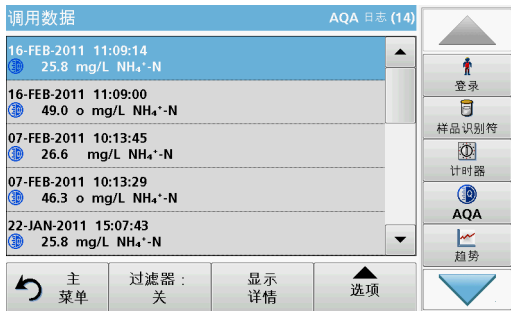 调用数据
AQA 日志 (14)
16-FEB-2011 11:09:14
25.8 mg/L NH₄⁺-N
16-FEB-2011 11:09:00
49.0 o mg/L NH₄⁺-N
07-FEB-2011 10:13:45
26.6 mg/L NH₄⁺-N
07-FEB-2011 10:13:29
46.3 o mg/L NH₄⁺-N
22-JAN-2011 15:07:43
25.8 mg/L NH₄⁺-N
主
菜单
过滤器：
关
显示
详情
选项
登录
样品识别符
计时器
AQA
趋势